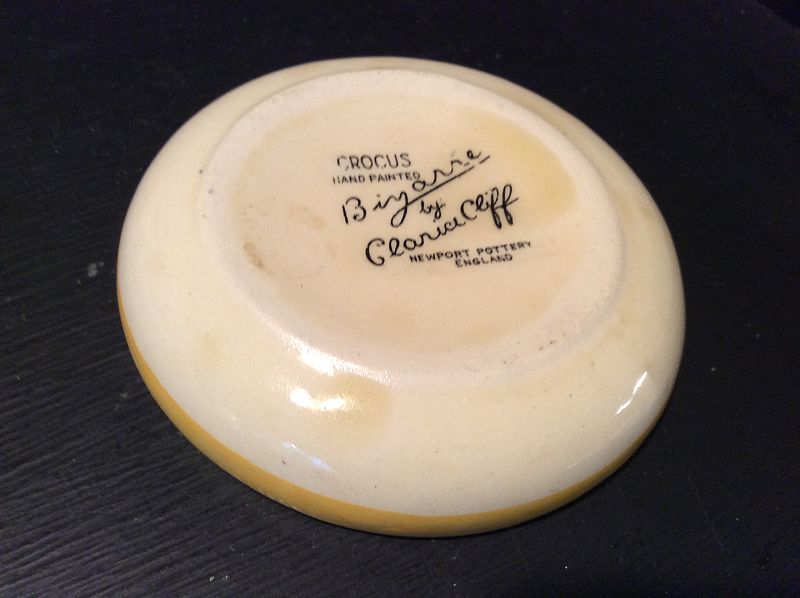 CROCUS
HAND PAINTED
Bizarre
by
Clarice Cliff
NEWPORT POTTERY
ENGLAND